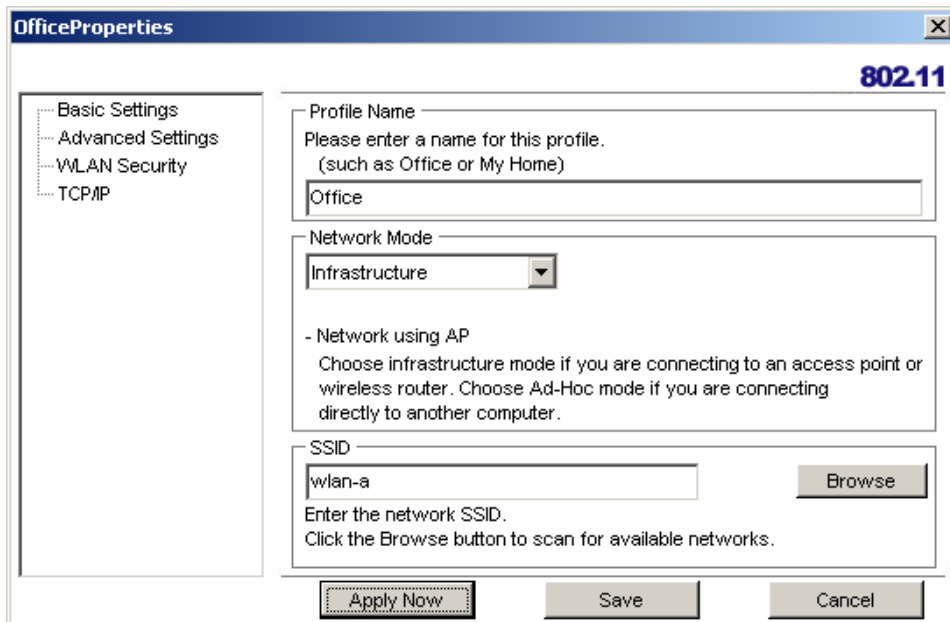 OfficeProperties
802.11
Basic Settings
Advanced Settings
WLAN Security
TCP/IP
Profile Name
Please enter a name for this profile.
(such as Office or My Home)
Office
Network Mode
Infrastructure
- Network using AP
Choose infrastructure mode if you are connecting to an access point or
wireless router. Choose Ad-Hoc mode if you are connecting
directly to another computer.
SSID
wlan-a
Browse
Enter the network SSID.
Click the Browse button to scan for available networks.
Apply Now
Save
Cancel